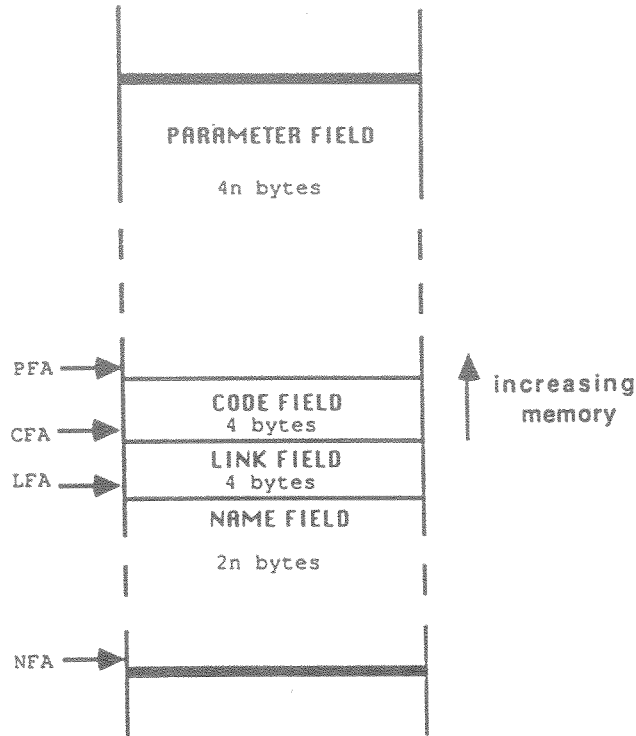 PARAMETER FIELD
4n bytes
PFA
increasing
memory
CODE FIELD
4 bytes
CFA
LINK FIELD
4 bytes
LFA
NAME FIELD
2n bytes
NFA